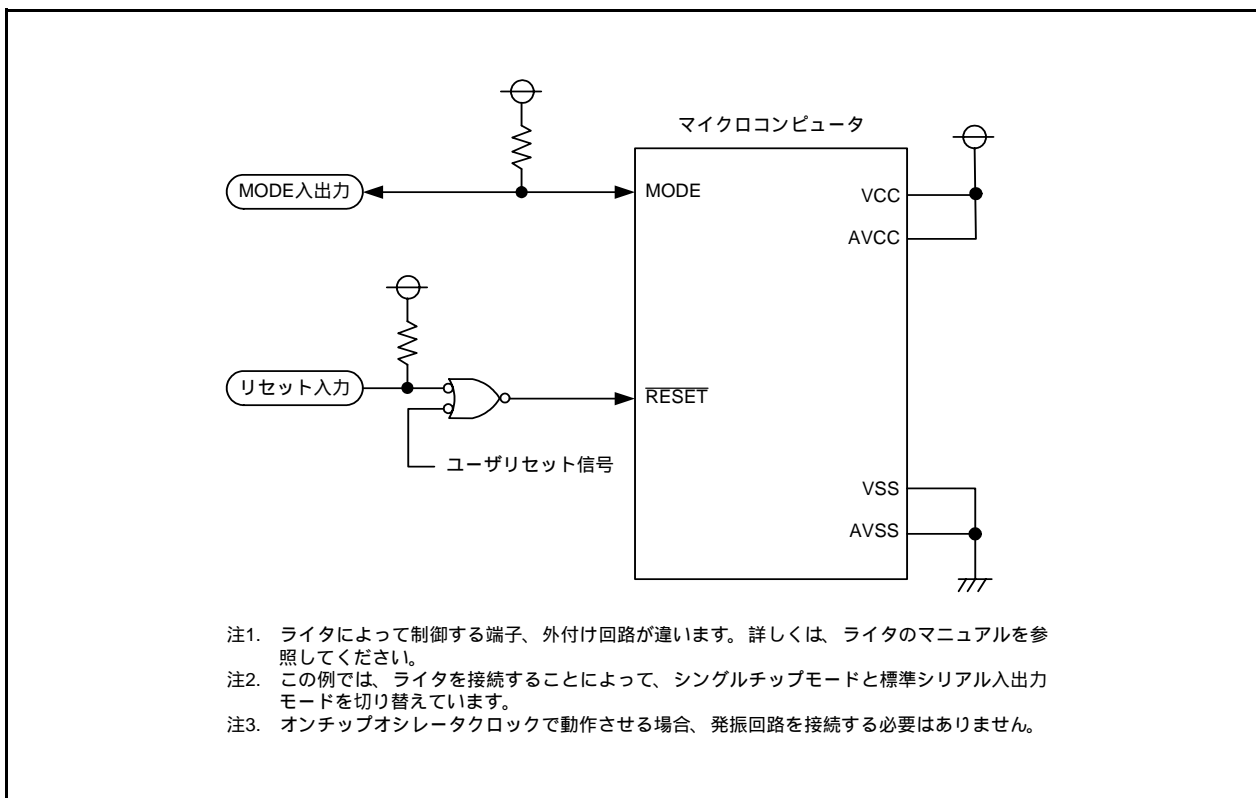 マイクロコンピュータ
MODE入出力
MODE
VCC
AVCC
リセット入力
RESET
ユーザリセット信号
VSS
AVSS
注1. ライタによって制御する端子、外付け回路が違います。詳しくは、ライタのマニュアルを参
照してください。
注2. この例では、ライタを接続することによって、シングルチップモードと標準シリアル入出力
モードを切り替えています。
注3. オンチップオシレータクロックで動作させる場合、発振回路を接続する必要はありません。